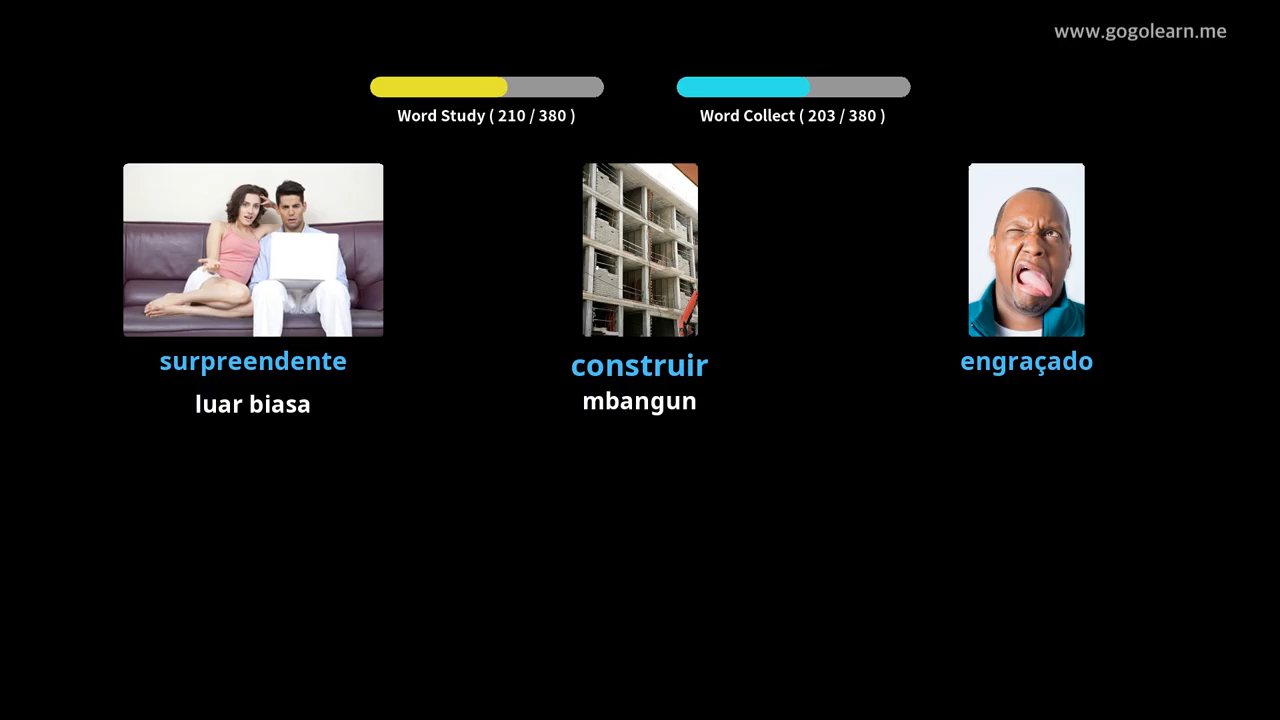 www.gogolearn.me
Word Study ( 210 / 380 )
Word Collect ( 203 / 380 )
surpreendente
luar biasa
construir
mbangun
engraçado